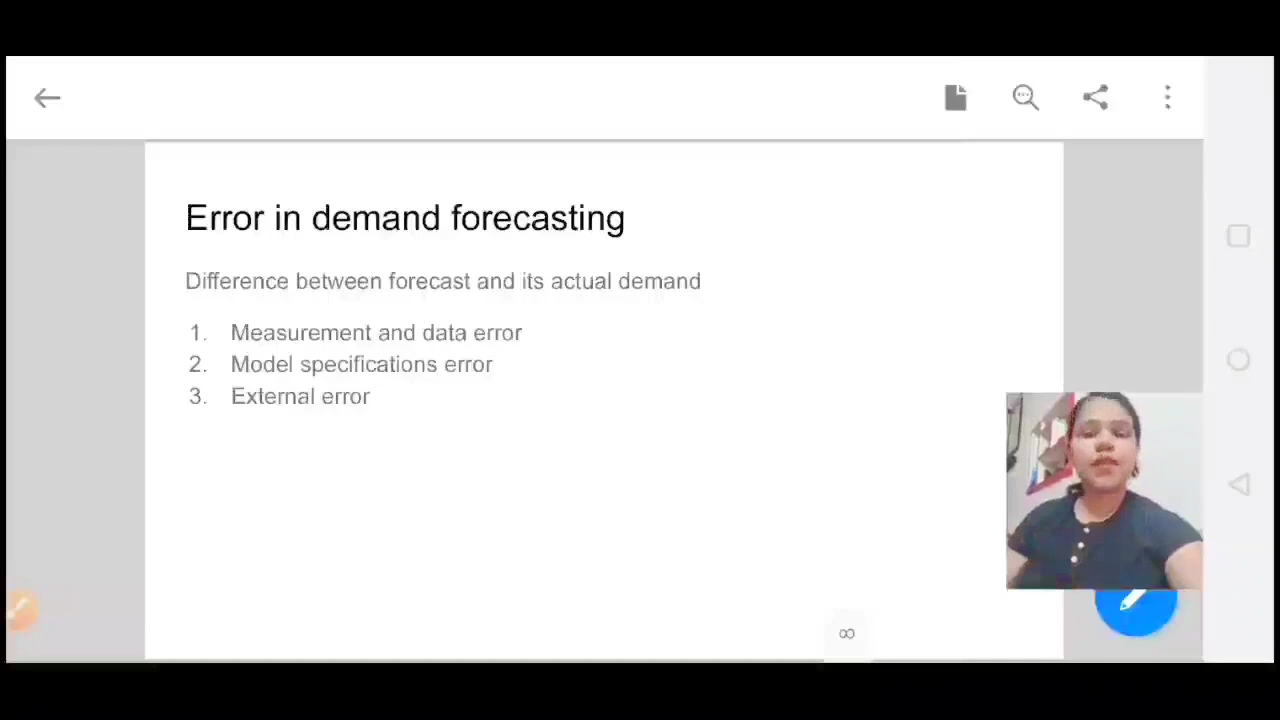 Error in demand forecasting
Difference between forecast and its actual demand
1. Measurement and data error
2. Model specifications error
3. External error
∞